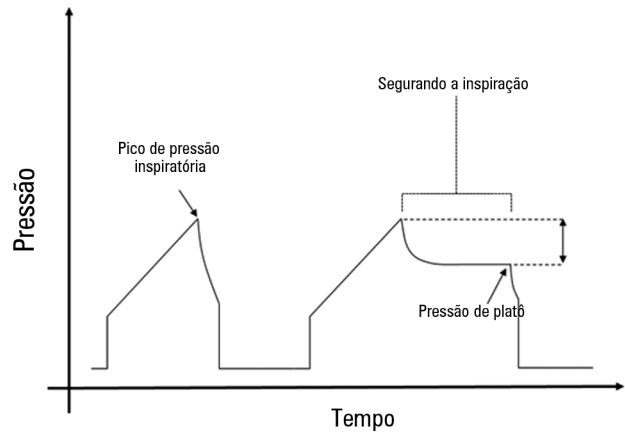 Segurando a inspiração
Pico de pressão
inspiratória
Pressão
Pressão de platô
Tempo